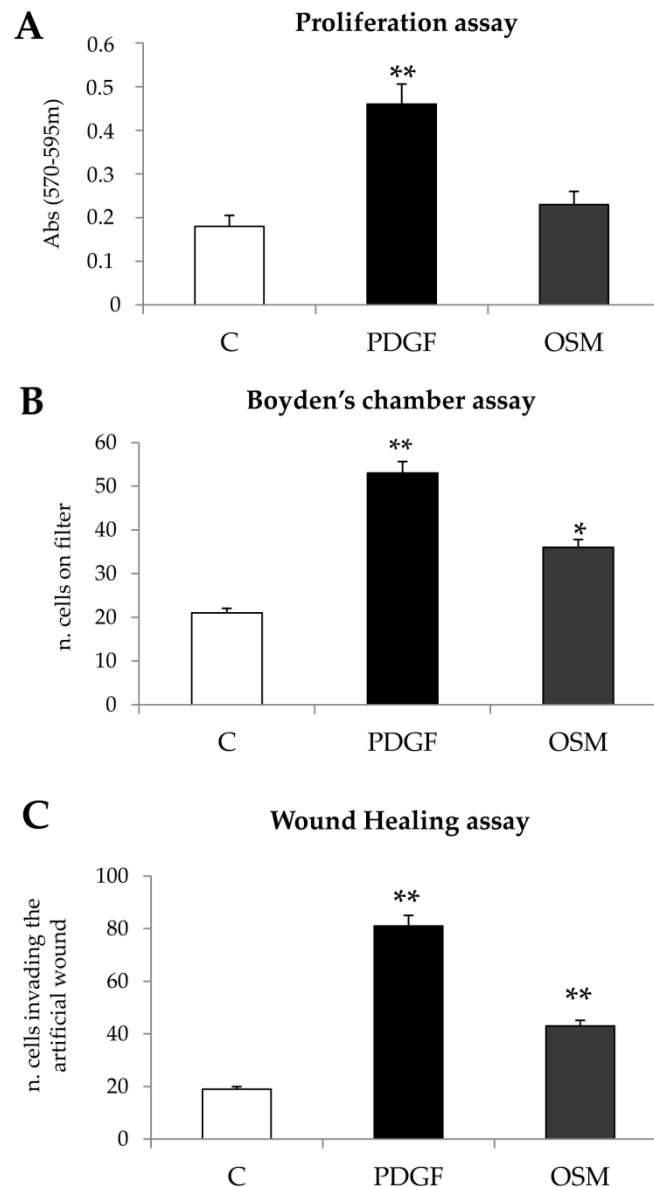 A
Proliferation assay
Abs (570-595m)
0.6
0.5
0.4
0.3
0.2
0.1
0
**
C PDGF OSM
B
Boyden's chamber assay
n. cells on filter
60
50
40
30
20
10
0
**
*
C PDGF OSM
C
Wound Healing assay
n. cells invading the
artificial wound
100
80
60
40
20
0
**
**
C PDGF OSM